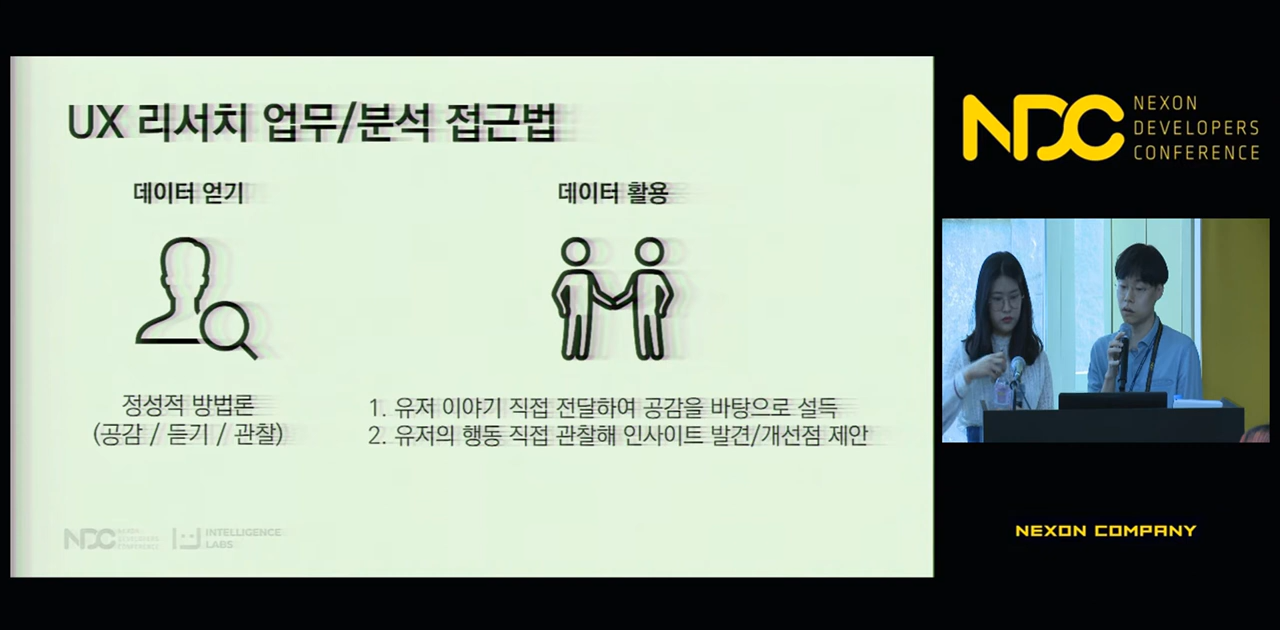 UX 리서치 업무/분석 접근법
데이터 얻기
데이터 활용
정성적 방법론
(공감 / 듣기 / 관찰)
1. 유저 이야기 직접 전달하여 공감을 바탕으로 설득
2. 유저의 행동 직접 관찰해 인사이트 발견/개선점 제안
NDC NEXON
DEVELOPERS
CONFERENCE
INTELLIGENCE
LABS
NDC NEXON
DEVELOPERS
CONFERENCE
NEXON COMPANY